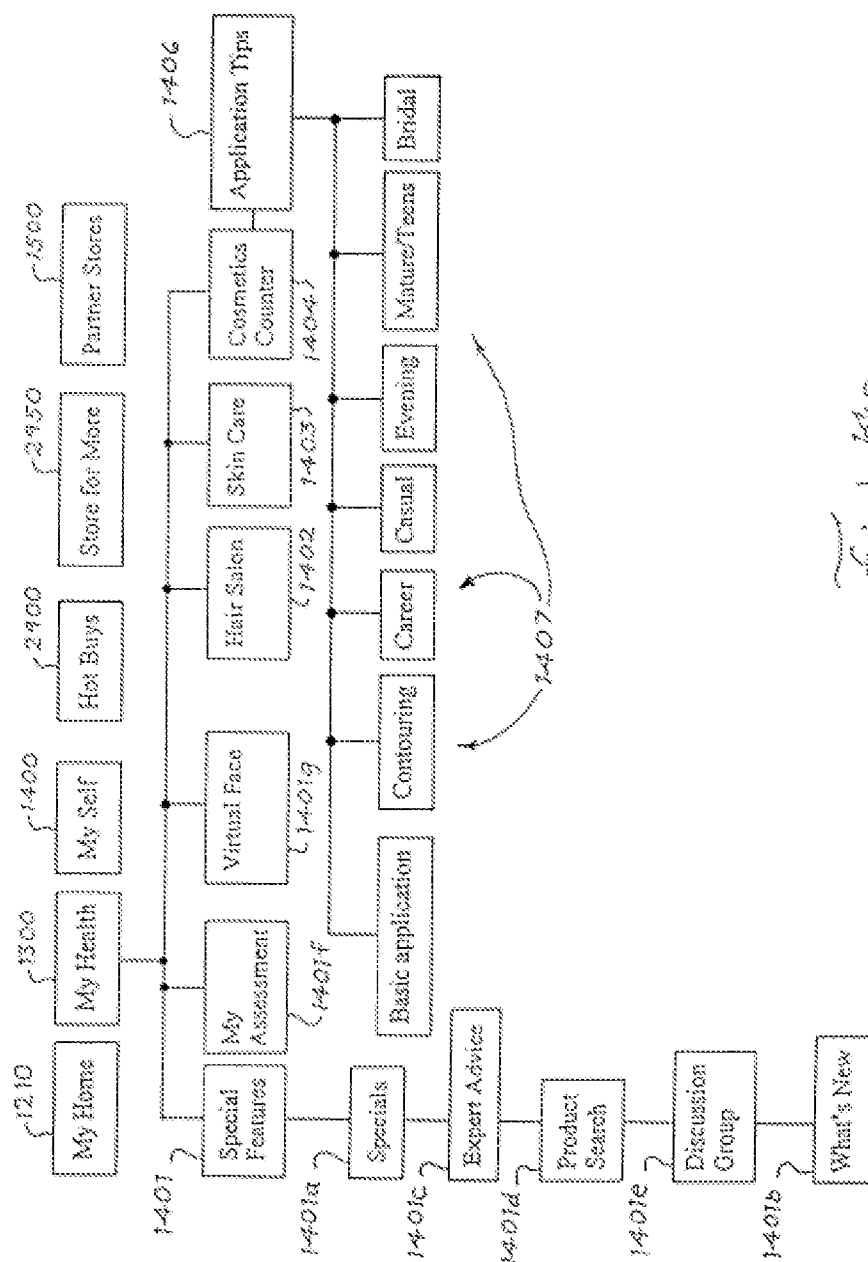 1210
My Home
1300
My Health
1400
My Self
2900
Hot Buys
2950
Store for More
1500
Partner Stores
1401
Special
Features
My
Assessment
1401f
Virtual Face
1401g
Hair Salon
1402
Skin Care
1403
Cosmetics
Counter
1404
Application Tips
1406
1401a
Specials
1401c
Expert Advice
1401d
Product
Search
1401e
Discussion
Group
1401b
What's New
Basic application
Contouring
Career
Casual
Evening
Mature/Teens
Bridal
1407